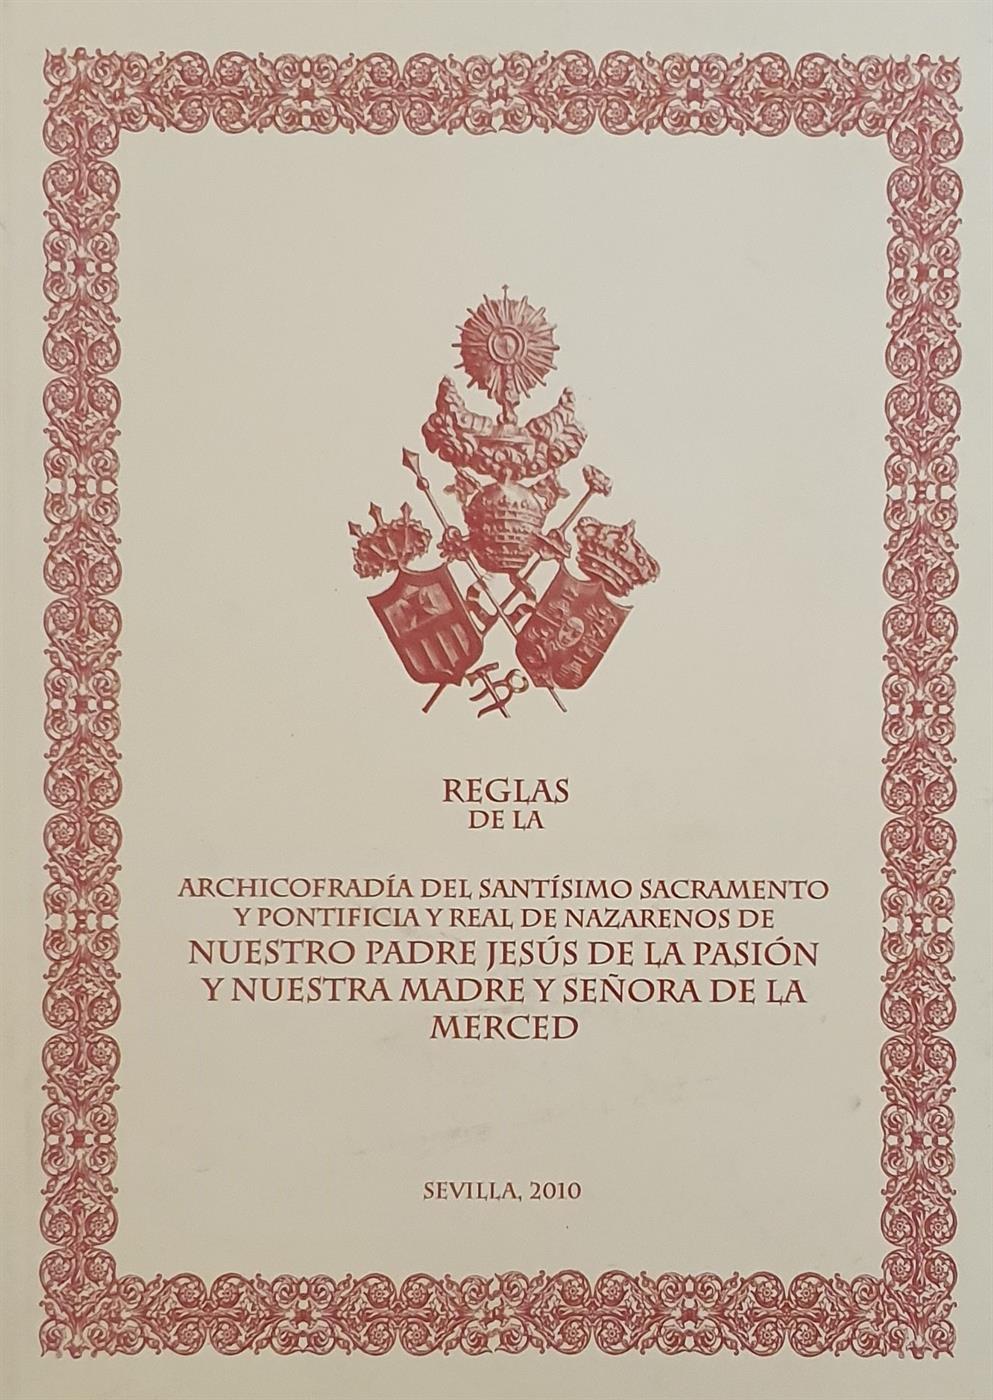 REGLAS
DE LA
ARCHICOFRADÍA DEL SANTÍSIMO SACRAMENTO
Y PONTIFICIA Y REAL DE NAZARENOS DE
NUESTRO PADRE JESÚS DE LA PASIÓN
Y NUESTRA MADRE Y SEÑORA DE LA
MERCED
SEVILLA, 2010